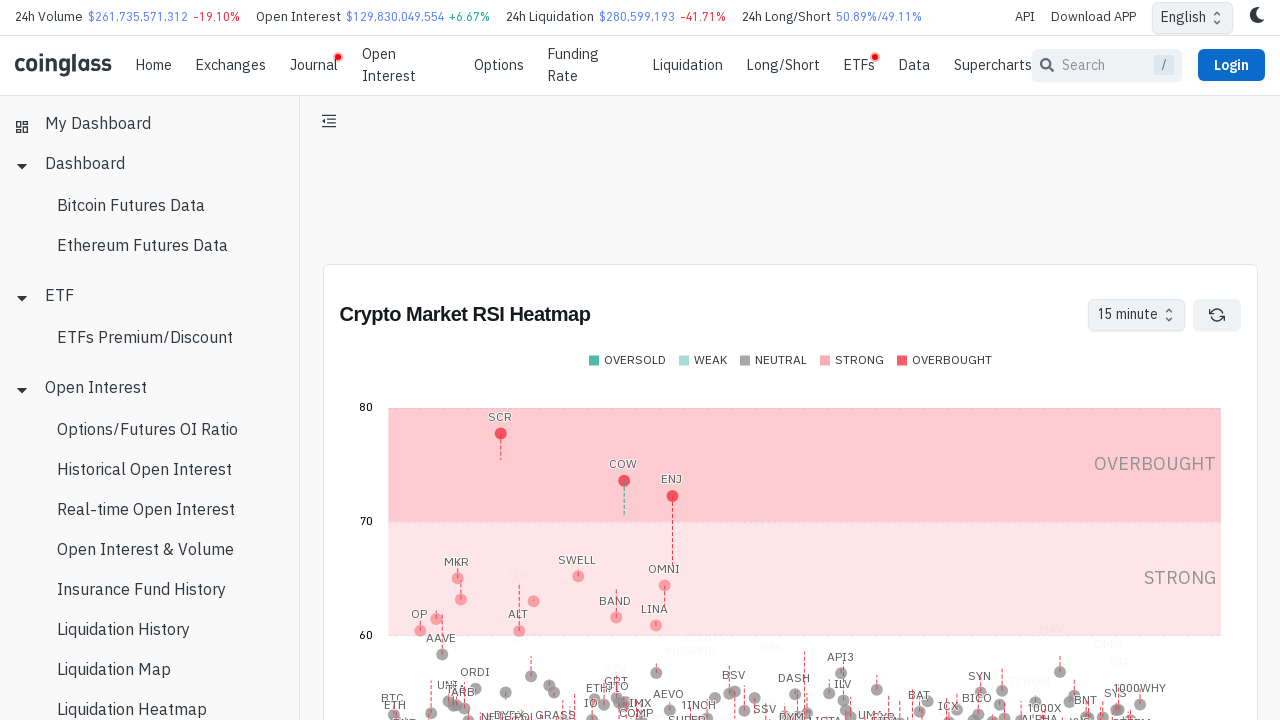 24h Volume $261,735,571,312 -19.10% Open Interest $129,830,049,554 +6.67% 24h Liquidation $280,599,193 -41.71% 24h Long/Short 50.89%/49.11% API Download APP English
coinglass Home Exchanges Journal Open Interest Options Funding Rate Liquidation Long/Short ETFs Data Supercharts Search / Login
My Dashboard
Dashboard
Bitcoin Futures Data
Ethereum Futures Data
ETF
ETFs Premium/Discount
Open Interest
Options/Futures OI Ratio
Historical Open Interest
Real-time Open Interest
Open Interest & Volume
Insurance Fund History
Liquidation History
Liquidation Map
Liquidation Heatmap
Crypto Market RSI Heatmap
15 minute
OVERSOLD WEAK NEUTRAL STRONG OVERBOUGHT
80
SCR
COW
OVERBOUGHT
ENJ
70
MKR
SWELL
OMNI
STRONG
BAND
OP
ALT
LINA
60
AAVE
API3
ORDI
BSV
DASH
SYN
ILV
1000WHY
BTC
AEVO
BAT
BICO
BNT
ETH
1INCH
ICX
GRASS
COMP
SSV
1000X